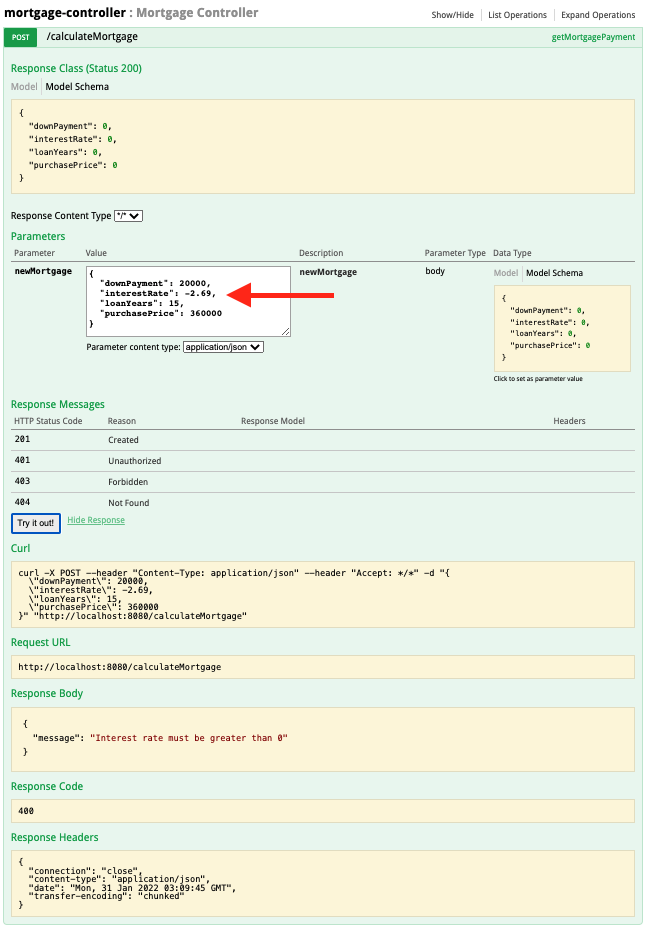 mortgage-controller : Mortgage Controller
Show/Hide
List Operations
Expand Operations
POST
/calculateMortgage
getMortgagePayment
Response Class (Status 200)
Model
Model Schema
{
"downPayment": 0,
"interestRate": 0,
"loanYears": 0,
"purchasePrice": 0
}
Response Content Type */*
Parameters
Parameter
Value
Description
Parameter Type
Data Type
newMortgage
{
"downPayment": 20000,
"interestRate": -2.69,
"loanYears": 15,
"purchasePrice": 360000
}
Parameter content type: application/json
newMortgage
body
Model
Model Schema
{
"downPayment": 0,
"interestRate": 0,
"loanYears": 0,
"purchasePrice": 0
}
Click to set as parameter value
Response Messages
HTTP Status Code
Reason
Response Model
Headers
201
Created
401
Unauthorized
403
Forbidden
404
Not Found
Try it out!
Hide Response
Curl
curl -X POST --header "Content-Type: application/json" --header "Accept: */*" -d "{
\"downPayment\": 20000,
\"interestRate\": -2.69,
\"loanYears\": 15,
\"purchasePrice\": 360000
}" "http://localhost:8080/calculateMortgage"
Request URL
http://localhost:8080/calculateMortgage
Response Body
{
"message": "Interest rate must be greater than 0"
}
Response Code
400
Response Headers
{
"connection": "close",
"content-type": "application/json",
"date": "Mon, 31 Jan 2022 03:09:45 GMT",
"transfer-encoding": "chunked"
}